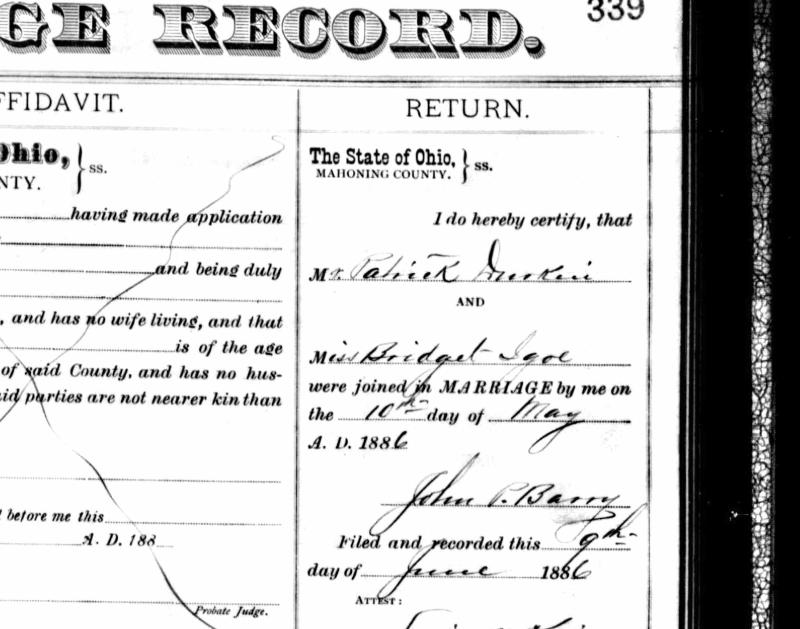 339
GE RECORD.
FFIDAVIT.
Ohio, } ss.
NTY.
having made application
and being duly
, and has no wife living, and that
is of the age
of said County, and has no hus-
aid parties are not nearer kin than
before me this
A. D. 188
Probate Judge.
RETURN.
The State of Ohio, } ss.
MAHONING COUNTY.
I do hereby certify, that
Mr. Patrick Durkin
AND
Miss Bridget Igoe
were joined in MARRIAGE by me on
the 10th day of May
A. D. 1886
John P. Barry
Filed and recorded this 9th
day of June 1886
ATTEST: